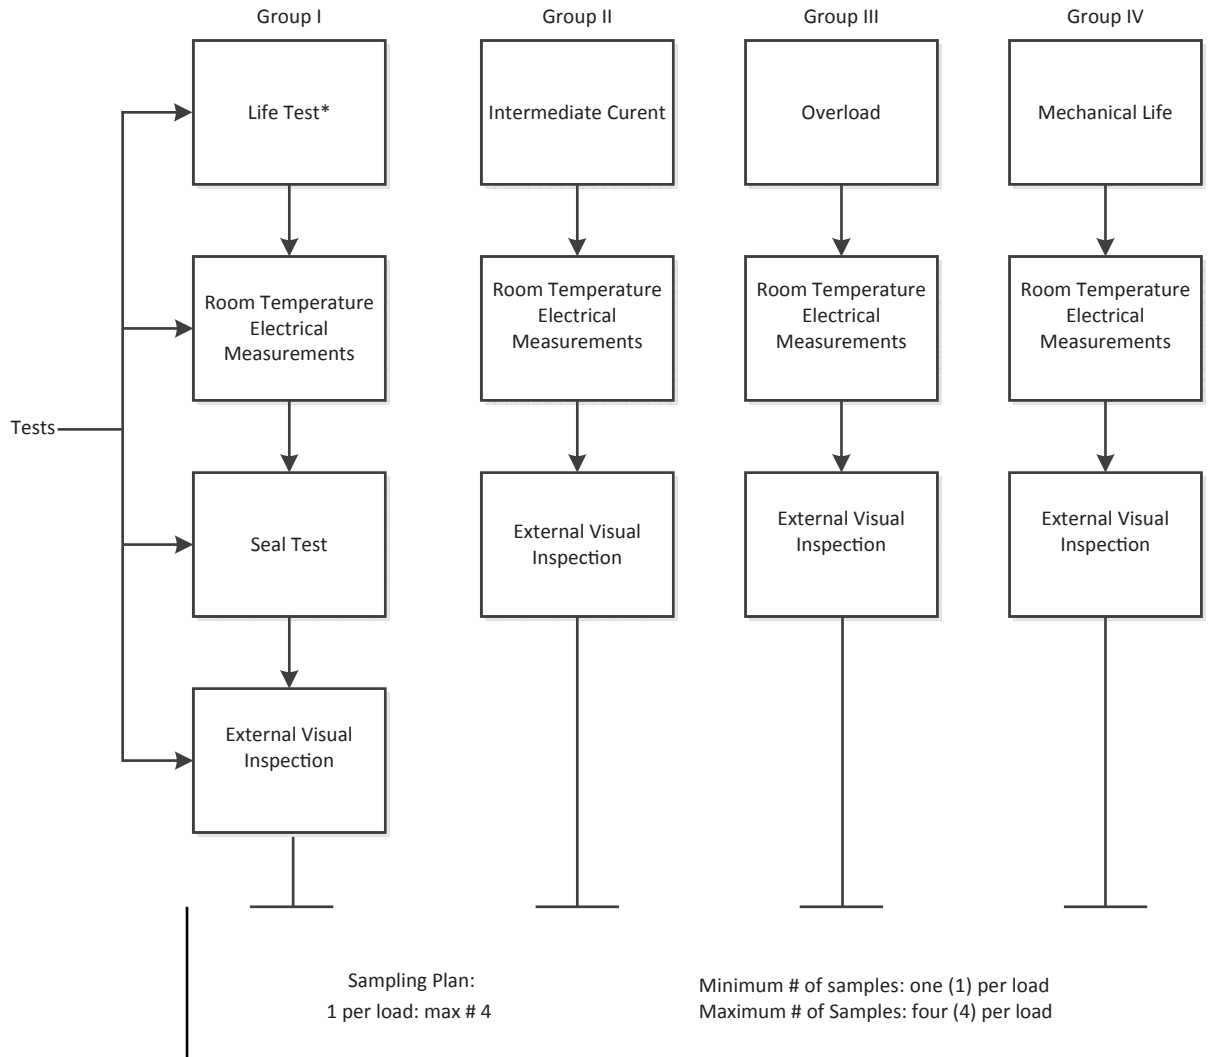 Group I
Group II
Group III
Group IV
Life Test*
Intermediate Curent
Overload
Mechanical Life
Room Temperature
Electrical
Measurements
Room Temperature
Electrical
Measurements
Room Temperature
Electrical
Measurements
Room Temperature
Electrical
Measurements
Tests
Seal Test
External Visual
Inspection
External Visual
Inspection
External Visual
Inspection
External Visual
Inspection
Sampling Plan:
1 per load: max # 4
Minimum # of samples: one (1) per load
Maximum # of Samples: four (4) per load